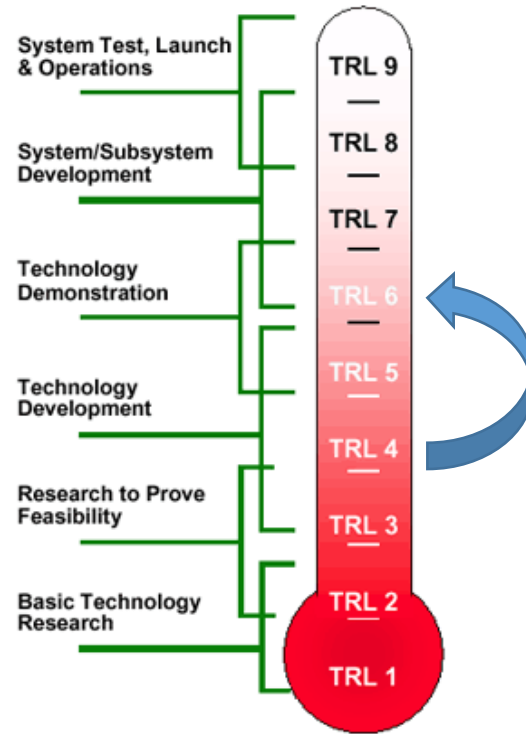 System Test, Launch
& Operations
System/Subsystem
Development
Technology
Demonstration
Technology
Development
Research to Prove
Feasibility
Basic Technology
Research
TRL 9
TRL 8
TRL 7
TRL 6
TRL 5
TRL 4
TRL 3
TRL 2
TRL 1